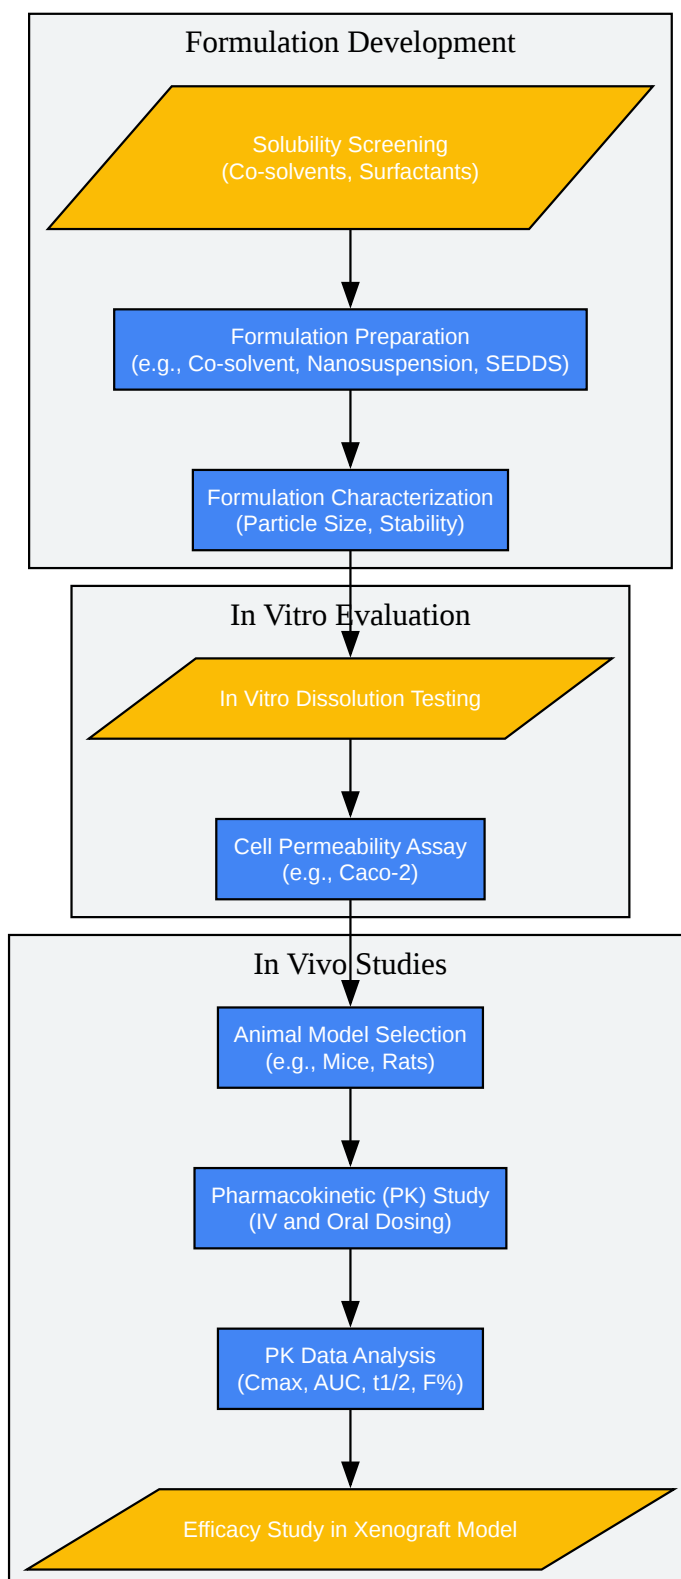 Formulation Development
Solubility Screening
(Co-solvents, Surfactants)
Formulation Preparation
(e.g., Co-solvent, Nanosuspension, SEDDS)
Formulation Characterization
(Particle Size, Stability)
In Vitro Evaluation
In Vitro Dissolution Testing
Cell Permeability Assay
(e.g., Caco-2)
In Vivo Studies
Animal Model Selection
(e.g., Mice, Rats)
Pharmacokinetic (PK) Study
(IV and Oral Dosing)
PK Data Analysis
(Cmax, AUC, t1/2, F%)
Efficacy Study in Xenograft Model